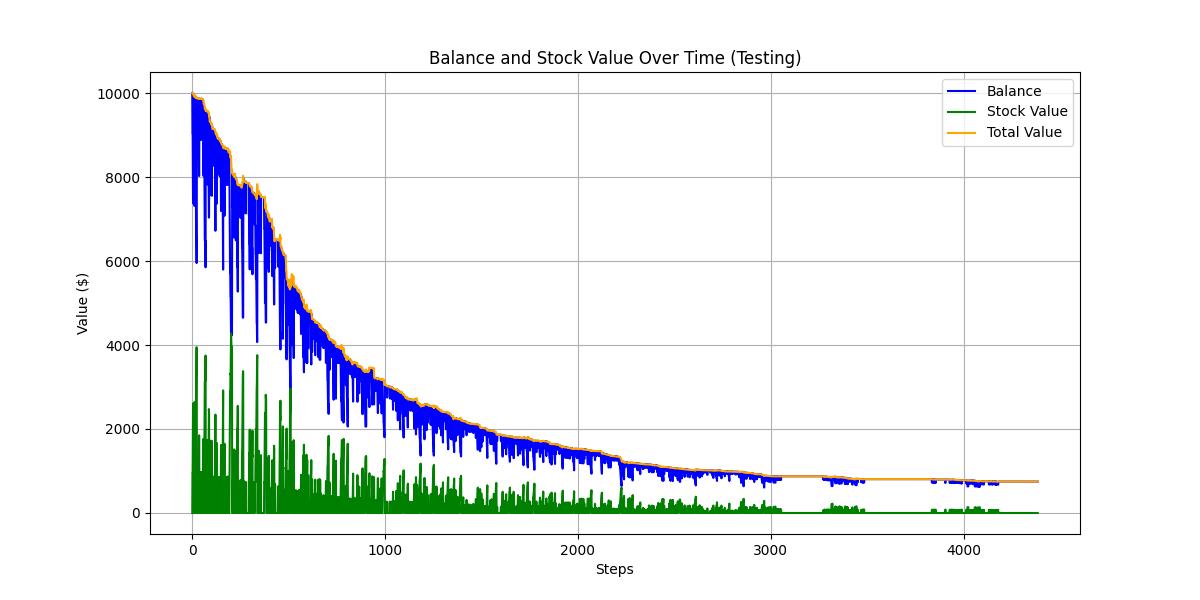 Balance and Stock Value Over Time (Testing)
Balance
Stock Value
Total Value
Value ($)
10000
8000
6000
4000
2000
0
0 1000 2000 3000 4000
Steps